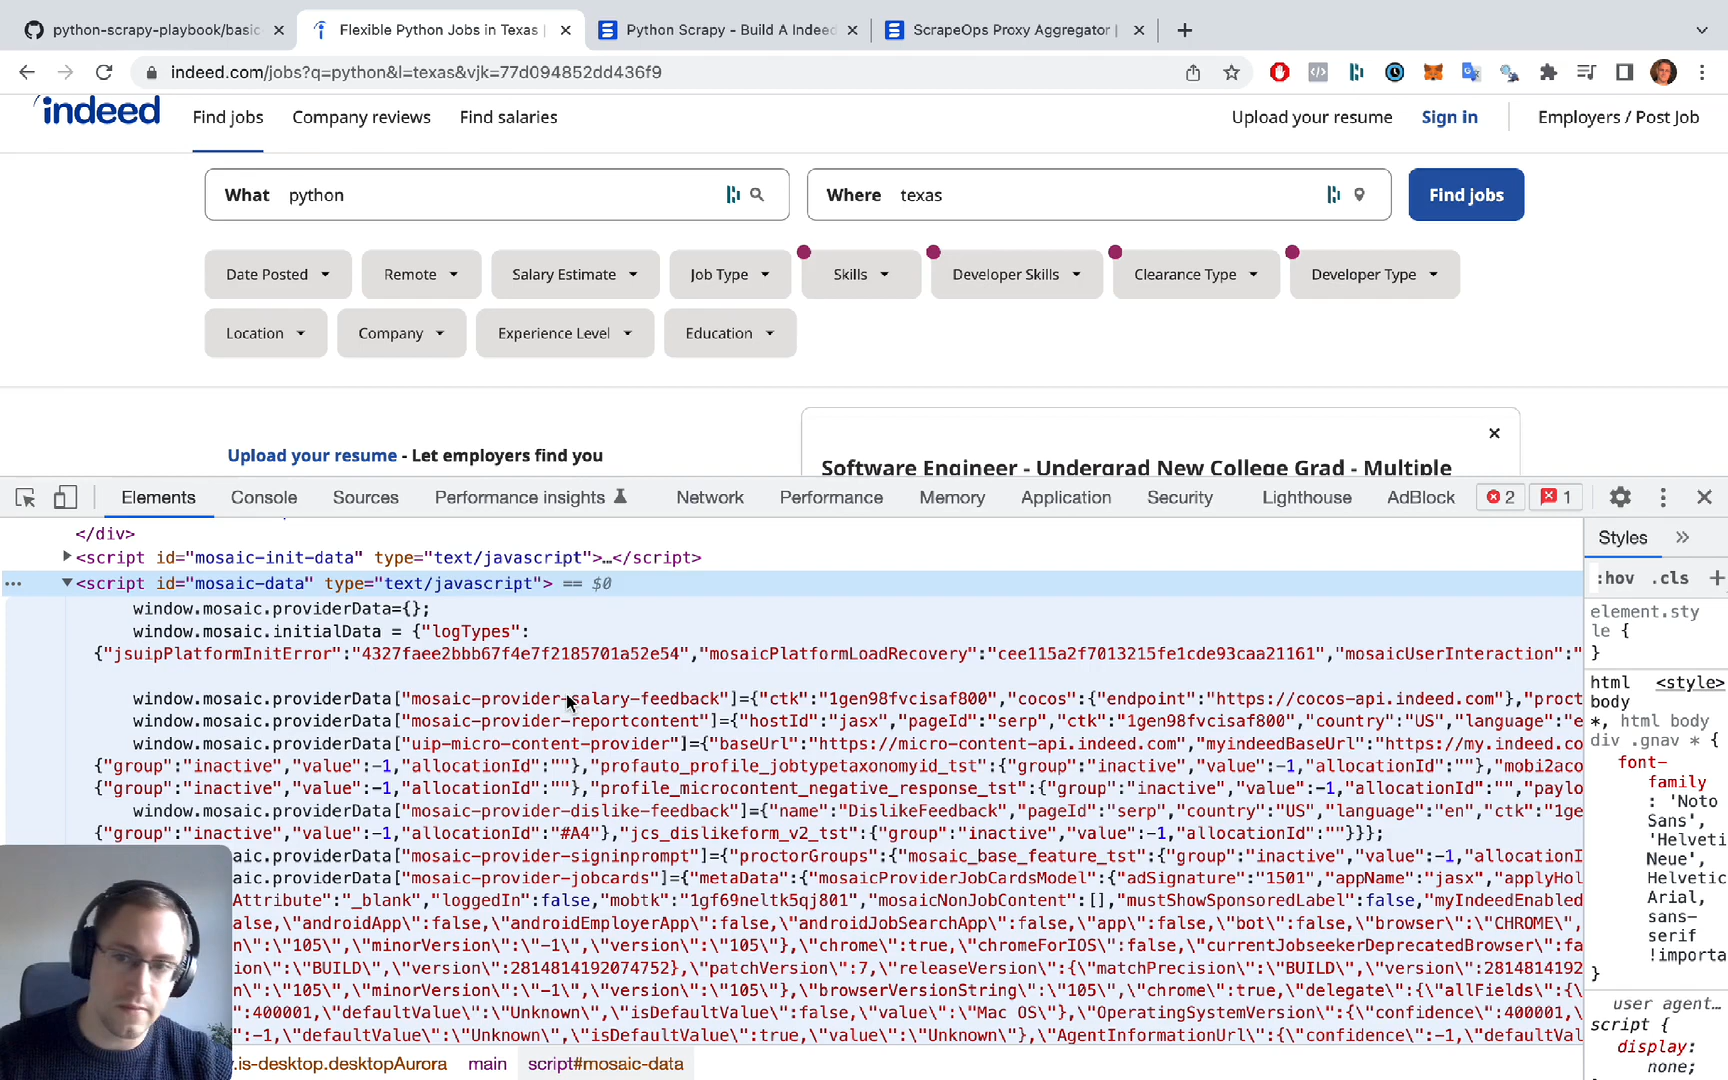 python-scrapy-playbook/basic
Flexible Python Jobs in Texas |
Python Scrapy - Build A Indeed
ScrapeOps Proxy Aggregator |
indeed.com/jobs?q=python&l=texas&vjk=77d094852dd436f9
indeed
Find jobs
Company reviews
Find salaries
Upload your resume
Sign in
Employers / Post Job
What python
Where texas
Find jobs
Date Posted
Remote
Salary Estimate
Job Type
Skills
Developer Skills
Clearance Type
Developer Type
Location
Company
Experience Level
Education
Upload your resume - Let employers find you
Software Engineer - Undergrad New College Grad - Multiple
Elements
Console
Sources
Performance insights
Network
Performance
Memory
Application
Security
Lighthouse
AdBlock
2
1
</div>
<script id="mosaic-init-data" type="text/javascript">…</script>
<script id="mosaic-data" type="text/javascript"> == $0
window.mosaic.providerData={};
window.mosaic.initialData = {"logTypes":
{"jsuipPlatformInitError":"4327faee2bbb67f4e7f2185701a52e54","mosaicPlatformLoadRecovery":"cee115a2f7013215fe1cde93caa21161","mosaicUserInteraction":"
window.mosaic.providerData["mosaic-provider-salary-feedback"]={"ctk":"1gen98fvcisaf800","cocos":{"endpoint":"https://cocos-api.indeed.com"},"proct
window.mosaic.providerData["mosaic-provider-reportcontent"]={"hostId":"jasx","pageId":"serp","ctk":"1gen98fvcisaf800","country":"US","language":"e
window.mosaic.providerData["uip-micro-content-provider"]={"baseUrl":"https://micro-content-api.indeed.com","myindeedBaseUrl":"https://my.indeed.co
{"group":"inactive","value":-1,"allocationId":""},"profauto_profile_jobtypetaxonomyid_tst":{"group":"inactive","value":-1,"allocationId":""},"mobi2aco
{"group":"inactive","value":-1,"allocationId":""},"profile_microcontent_negative_response_tst":{"group":"inactive","value":-1,"allocationId":"","paylo
window.mosaic.providerData["mosaic-provider-dislike-feedback"]={"name":"DislikeFeedback","pageId":"serp","country":"US","language":"en","ctk":"1ge
{"group":"inactive","value":-1,"allocationId":"#A4"},"jcs_dislikeform_v2_tst":{"group":"inactive","value":-1,"allocationId":""}}};
aic.providerData["mosaic-provider-signinprompt"]={"proctorGroups":{"mosaic_base_feature_tst":{"group":"inactive","value":-1,"allocationI
aic.providerData["mosaic-provider-jobcards"]={"metaData":{"mosaicProviderJobCardsModel":{"adSignature":"1501","appName":"jasx","applyHol
Attribute":"_blank","loggedIn":false,"mobtk":"1gf69neltk5qj801","mosaicNonJobContent":[],"mustShowSponsoredLabel":false,"myIndeedEnabled
alse,\"androidApp\":false,\"androidEmployerApp\":false,\"androidJobSearchApp\":false,\"app\":false,\"bot\":false,\"browser\":\"CHROME\",
n\":\"105\",\"minorVersion\":\"-1\",\"version\":\"105\"},\"chrome\":true,\"chromeForIOS\":false,\"currentJobseekerDeprecatedBrowser\":fa
ion\":\"BUILD\",\"version\":2814814192074752},\"patchVersion\":7,\"releaseVersion\":{\"matchPrecision\":\"BUILD\",\"version\":281481419
n\":\"105\",\"minorVersion\":\"-1\",\"version\":\"105\"},\"browserVersionString\":\"105\",\"chrome\":true,\"delegate\":{\"allFields\":{\
":400001,\"defaultValue\":\"Unknown\",\"isDefaultValue\":false,\"value\":\"Mac OS\"},\"OperatingSystemVersion\":{\"confidence\":400001,
":-1,\"defaultValue\":\"Unknown\",\"isDefaultValue\":true,\"value\":\"Unknown\"},\"AgentInformationUrl\":{\"confidence\":-1,\"defaultVal
y.is-desktop.desktopAurora
main
script#mosaic-data
Styles
:hov .cls
element.sty
le {
}
html <style>
body
*, html body
div .gnav * {
font-
family
: 'Noto
Sans',
'Helveti
Neue',
Helvetic
Arial,
sans-
serif
!importa
}
user agent…
script {
display:
none;